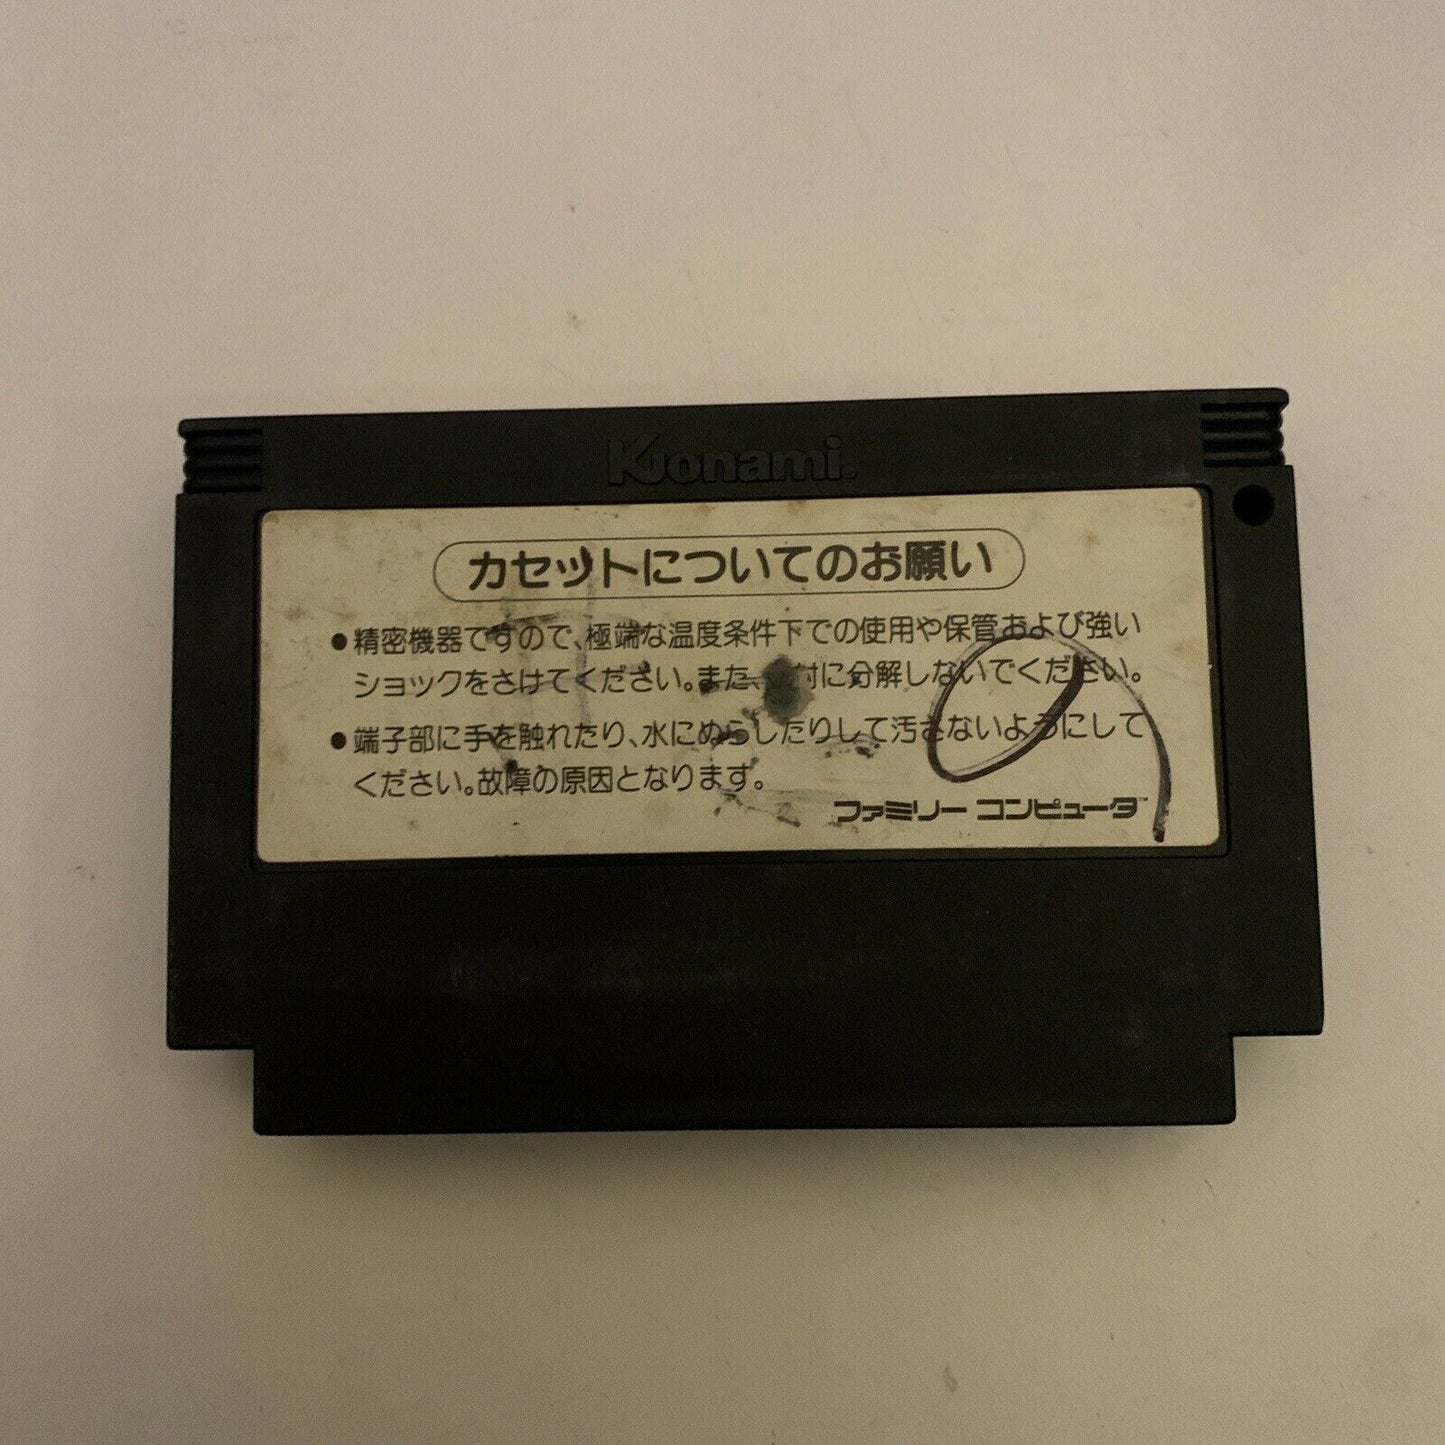 Konami
カセットについてのお願い
●精密機器ですので、極端な温度条件下での使用や保管および強い
ショックをさけてください。また、対に分解しないでください。
●端子部に手を触れたり、水にぬらしたりして汚さないようにして
ください。故障の原因となります。
ファミリー コンピュータ™